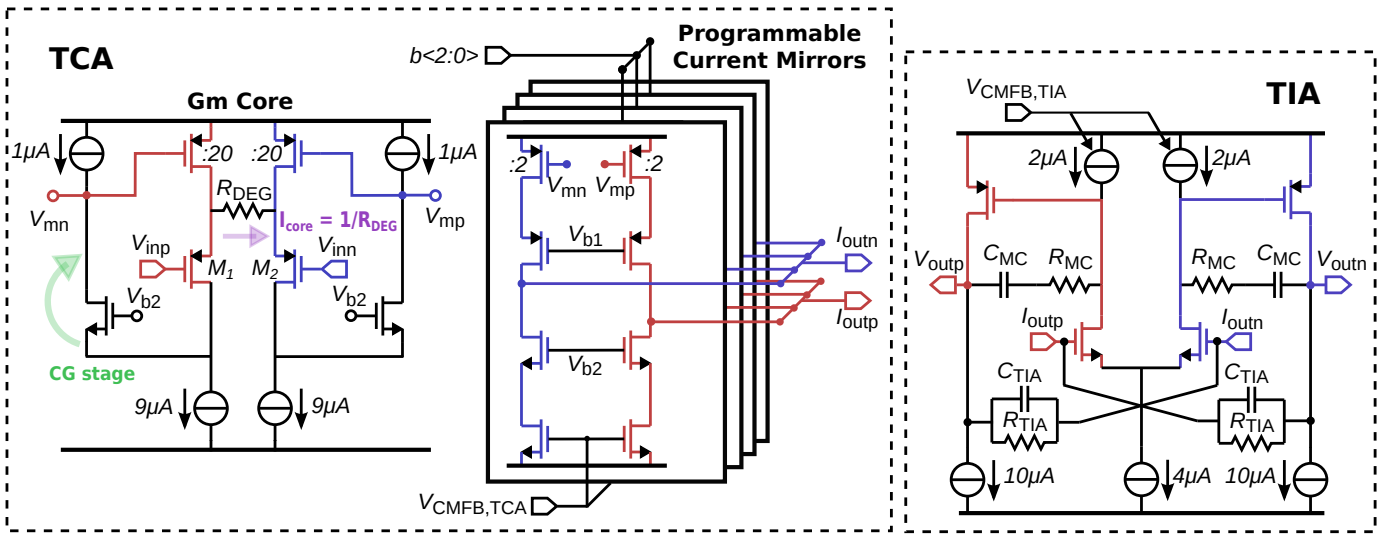 TCA
Programmable
Current Mirrors
b<2:0>
Gm Core
1μA
:20
:20
1μA
R_DEG
V_mn
V_mp
I_core = 1/R_DEG
V_inp
V_inn
M_1
M_2
V_b2
V_b2
CG stage
9μA
9μA
:2
:2
V_mn
V_mp
V_b1
V_b2
I_outn
I_outp
V_CMFB,TCA
TIA
V_CMFB,TIA
2μA
2μA
C_MC
R_MC
R_MC
C_MC
V_outp
V_outn
I_outp
I_outn
C_TIA
C_TIA
R_TIA
R_TIA
10μA
4μA
10μA